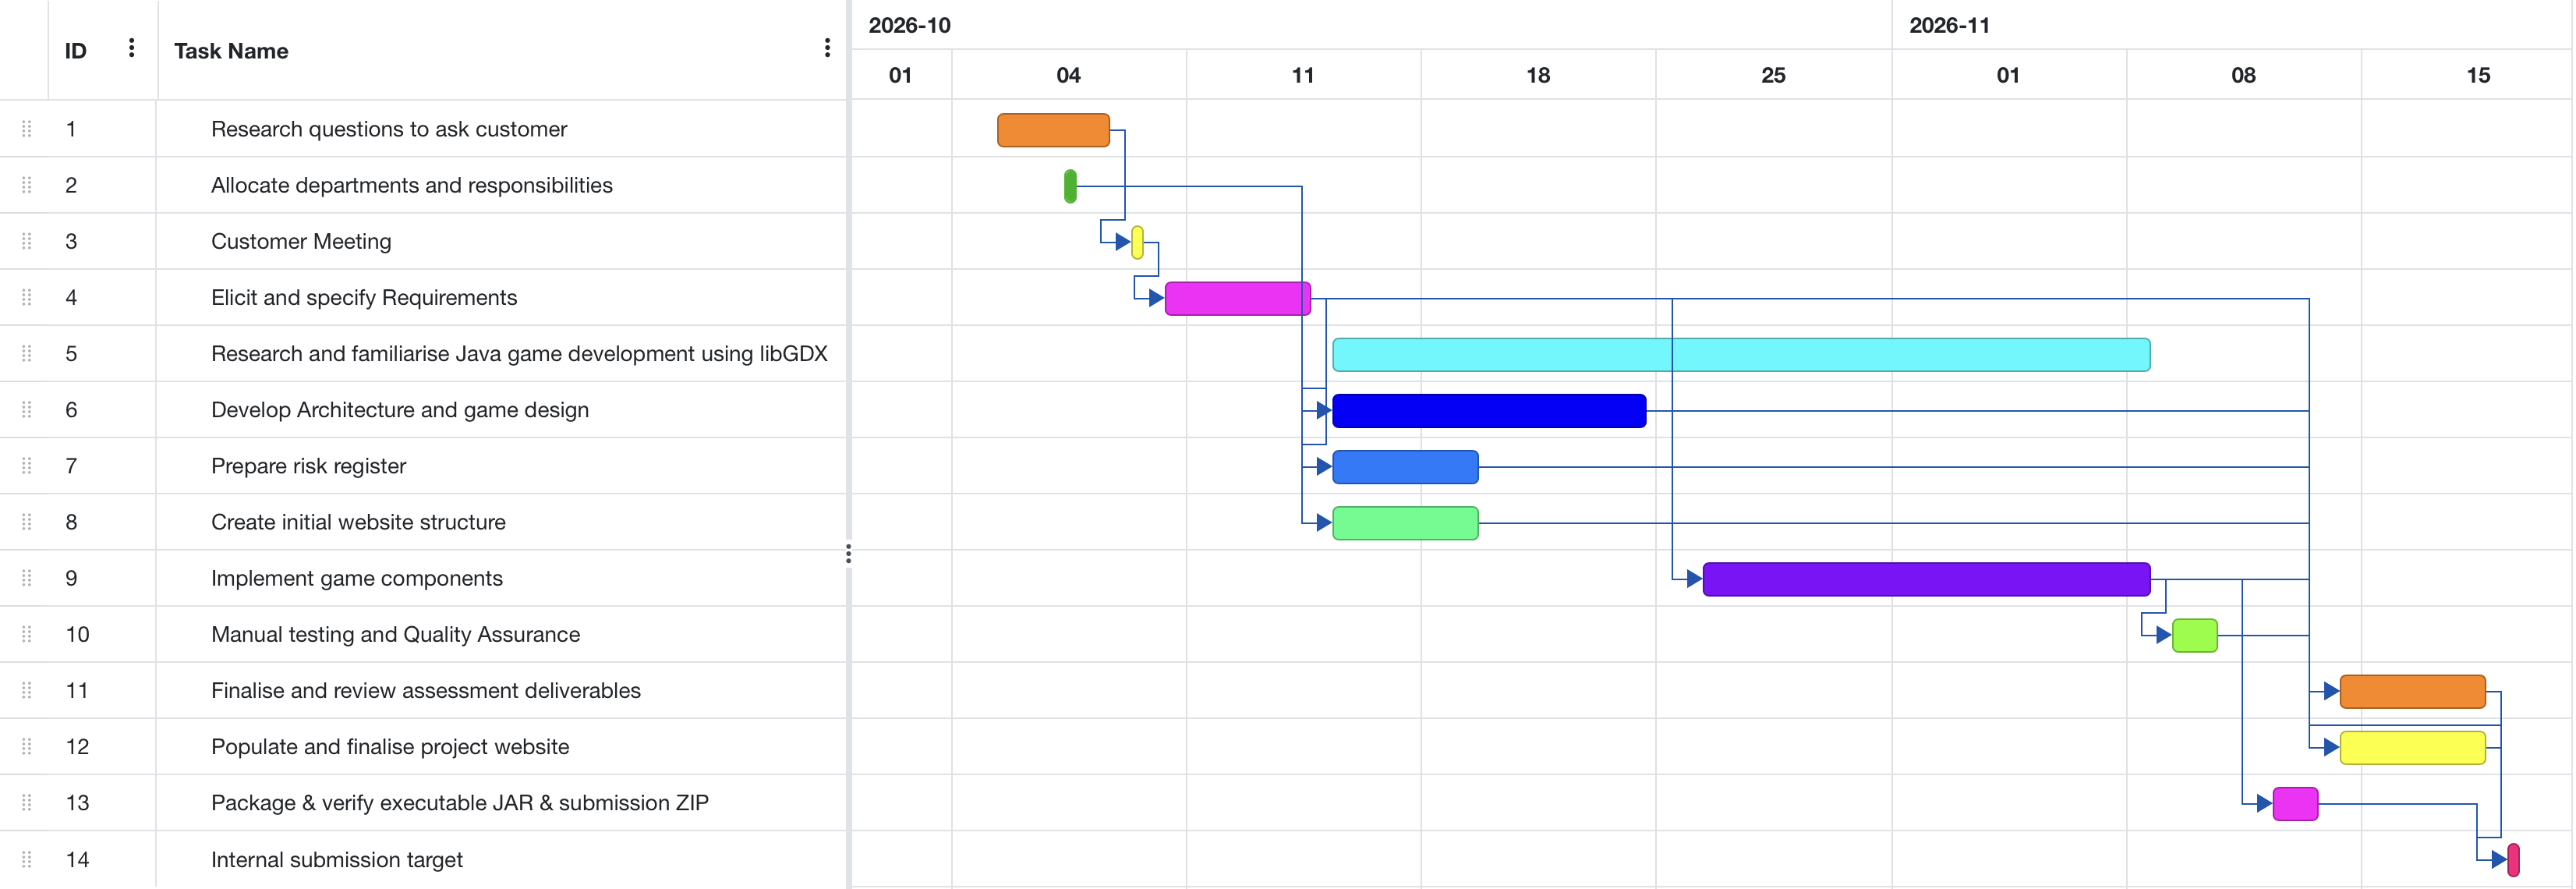 2026-10 2026-11
ID Task Name
01 04 11 18 25 01 08 15
1 Research questions to ask customer
2 Allocate departments and responsibilities
3 Customer Meeting
4 Elicit and specify Requirements
5 Research and familiarise Java game development using libGDX
6 Develop Architecture and game design
7 Prepare risk register
8 Create initial website structure
9 Implement game components
10 Manual testing and Quality Assurance
11 Finalise and review assessment deliverables
12 Populate and finalise project website
13 Package & verify executable JAR & submission ZIP
14 Internal submission target